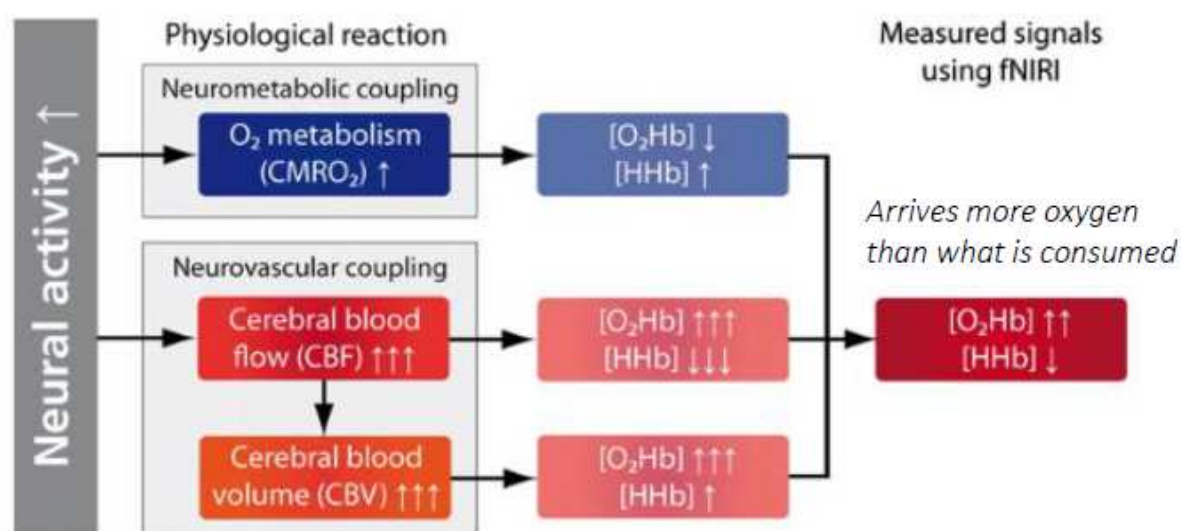 Neural activity ↑
Physiological reaction
Neurometabolic coupling
O₂ metabolism
(CMRO₂) ↑
[O₂Hb] ↓
[HHb] ↑
Neurovascular coupling
Cerebral blood
flow (CBF) ↑↑↑
[O₂Hb] ↑↑↑
[HHb] ↓↓↓
Cerebral blood
volume (CBV) ↑↑↑
[O₂Hb] ↑↑↑
[HHb] ↑
Measured signals
using fNIRI
Arrives more oxygen
than what is consumed
[O₂Hb] ↑↑
[HHb] ↓